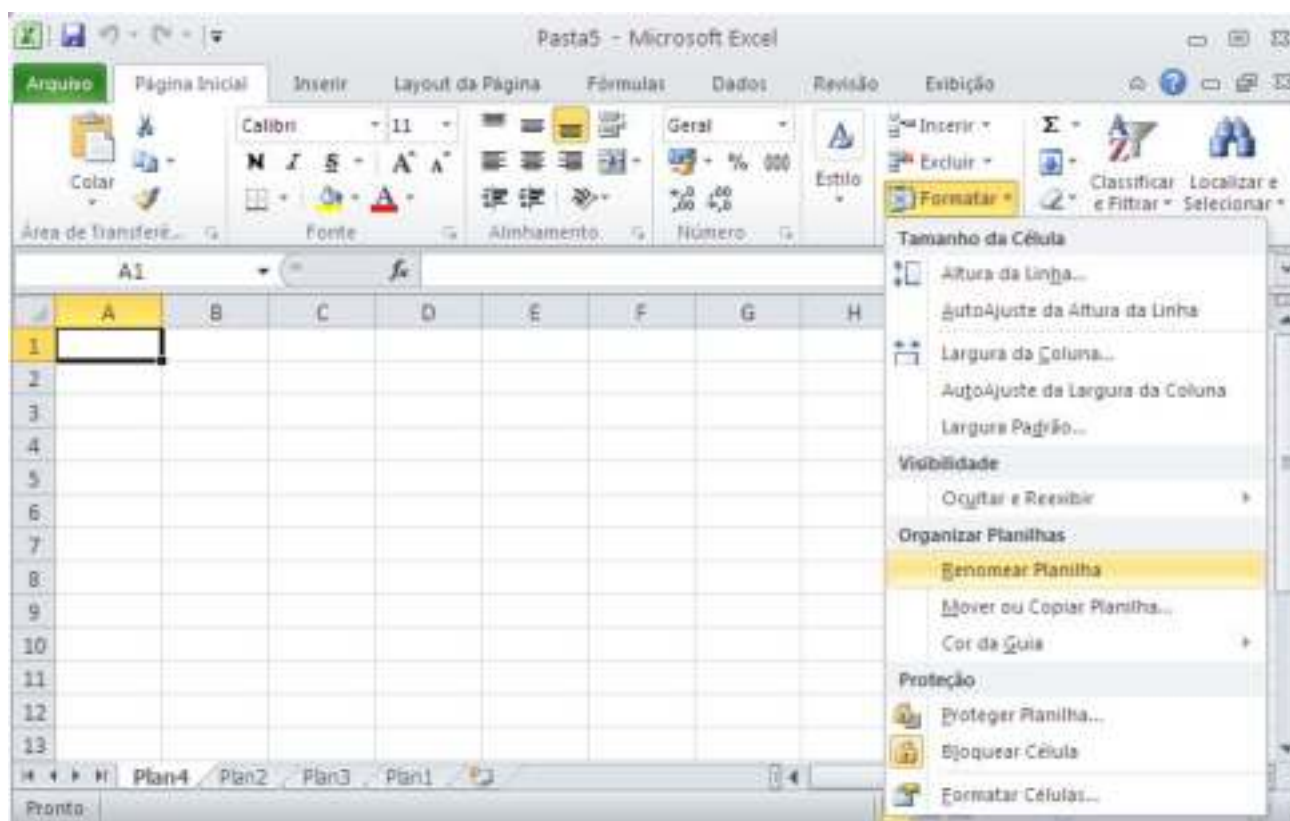 Pasta5 - Microsoft Excel
Arquivo Página Inicial Inserir Layout da Página Fórmulas Dados Revisão Exibição
Calibri 11 Geral Inserir Σ
Colar N I S A A % 000 Estilo Excluir Classificar e Filtrar Localizar e Selecionar
Formatar
Área de Transferê... Fonte Alinhamento Número
A1 fx
A B C D E F G H
1
2
3
4
5
6
7
8
9
10
11
12
13
Tamanho da Célula
Altura da Linha...
AutoAjuste da Altura da Linha
Largura da Coluna...
AutoAjuste da Largura da Coluna
Largura Padrão...
Visibilidade
Ocultar e Reexibir
Organizar Planilhas
Renomear Planilha
Mover ou Copiar Planilha...
Cor da Guia
Proteção
Proteger Planilha...
Bloquear Célula
Formatar Células...
Plan4 Plan2 Plan3 Plan1
Pronto